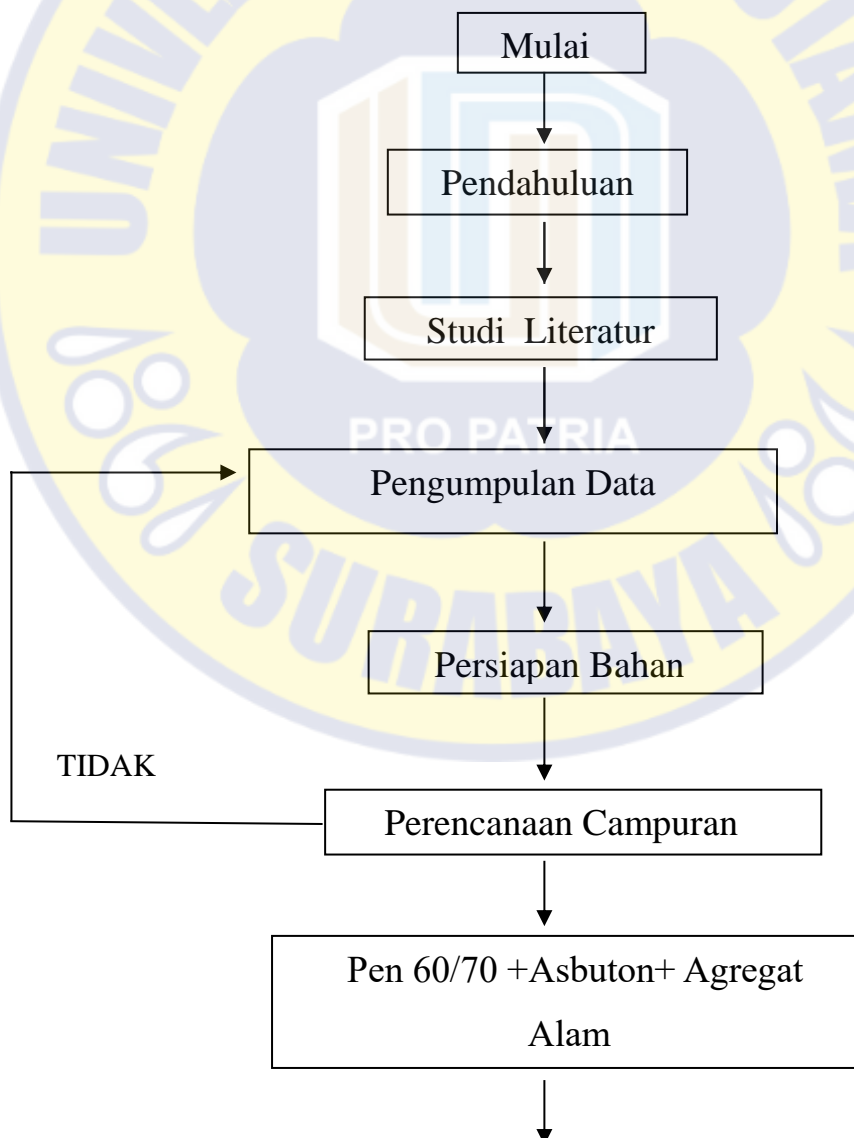 Mulai
Pendahuluan
Studi Literatur
PRO PATRIA
Pengumpulan Data
SURABAYA
Persiapan Bahan
TIDAK
Perencanaan Campuran
Pen 60/70 +Asbuton+ Agregat
Alam